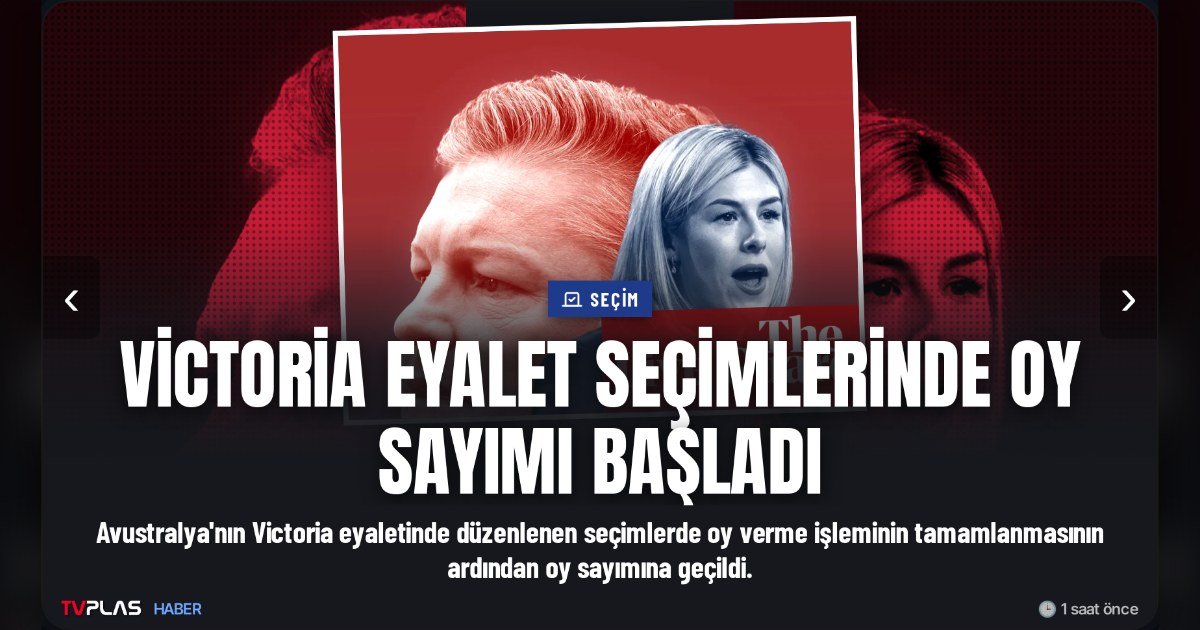 SEÇİM
The
VİCTORİA EYALET SEÇİMLERİNDE OY
SAYIMI BAŞLADI
Avustralya'nın Victoria eyaletinde düzenlenen seçimlerde oy verme işleminin tamamlanmasının
ardından oy sayımına geçildi.
TVPLAS HABER
1 saat önce